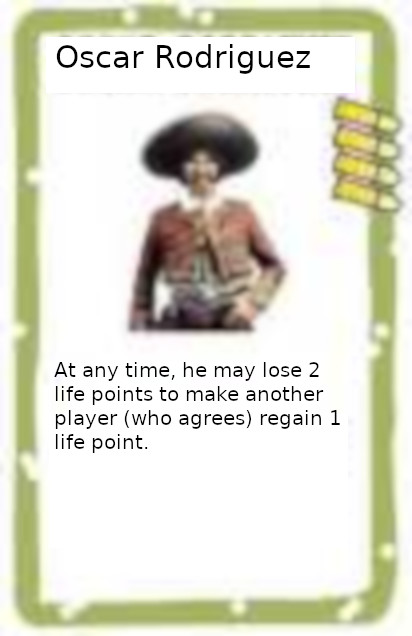 Oscar Rodriguez
At any time, he may lose 2
life points to make another
player (who agrees) regain 1
life point.